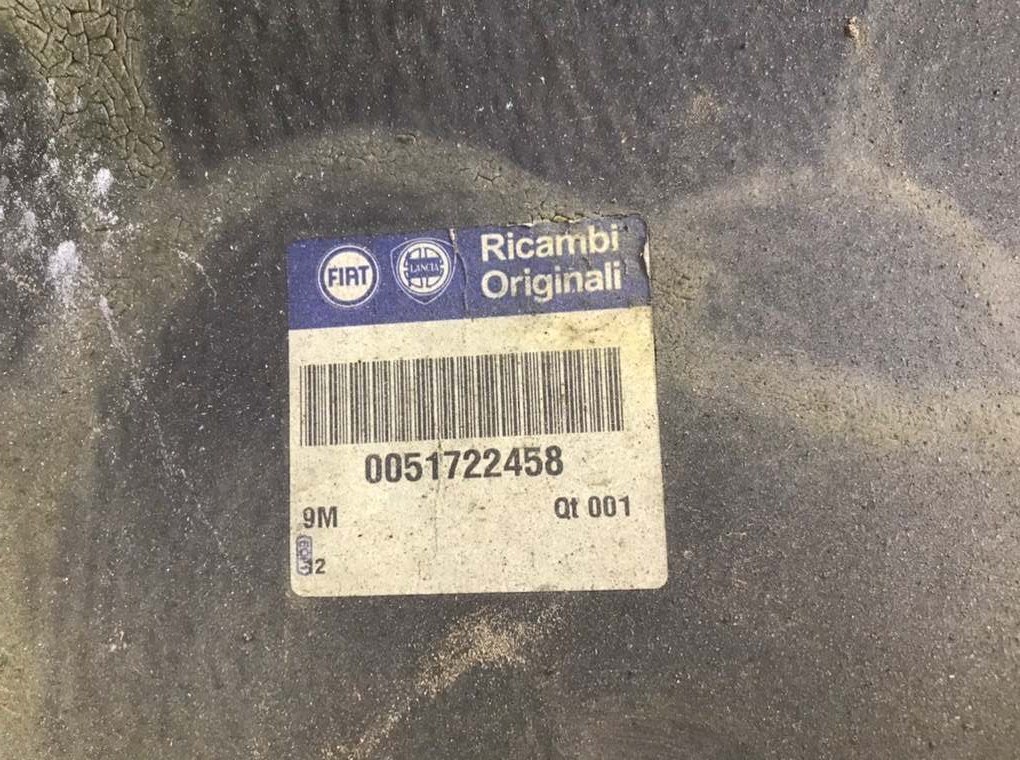 FIAT
LANCIA
Ricambi
Originali
0051722458
9M
Qt 001